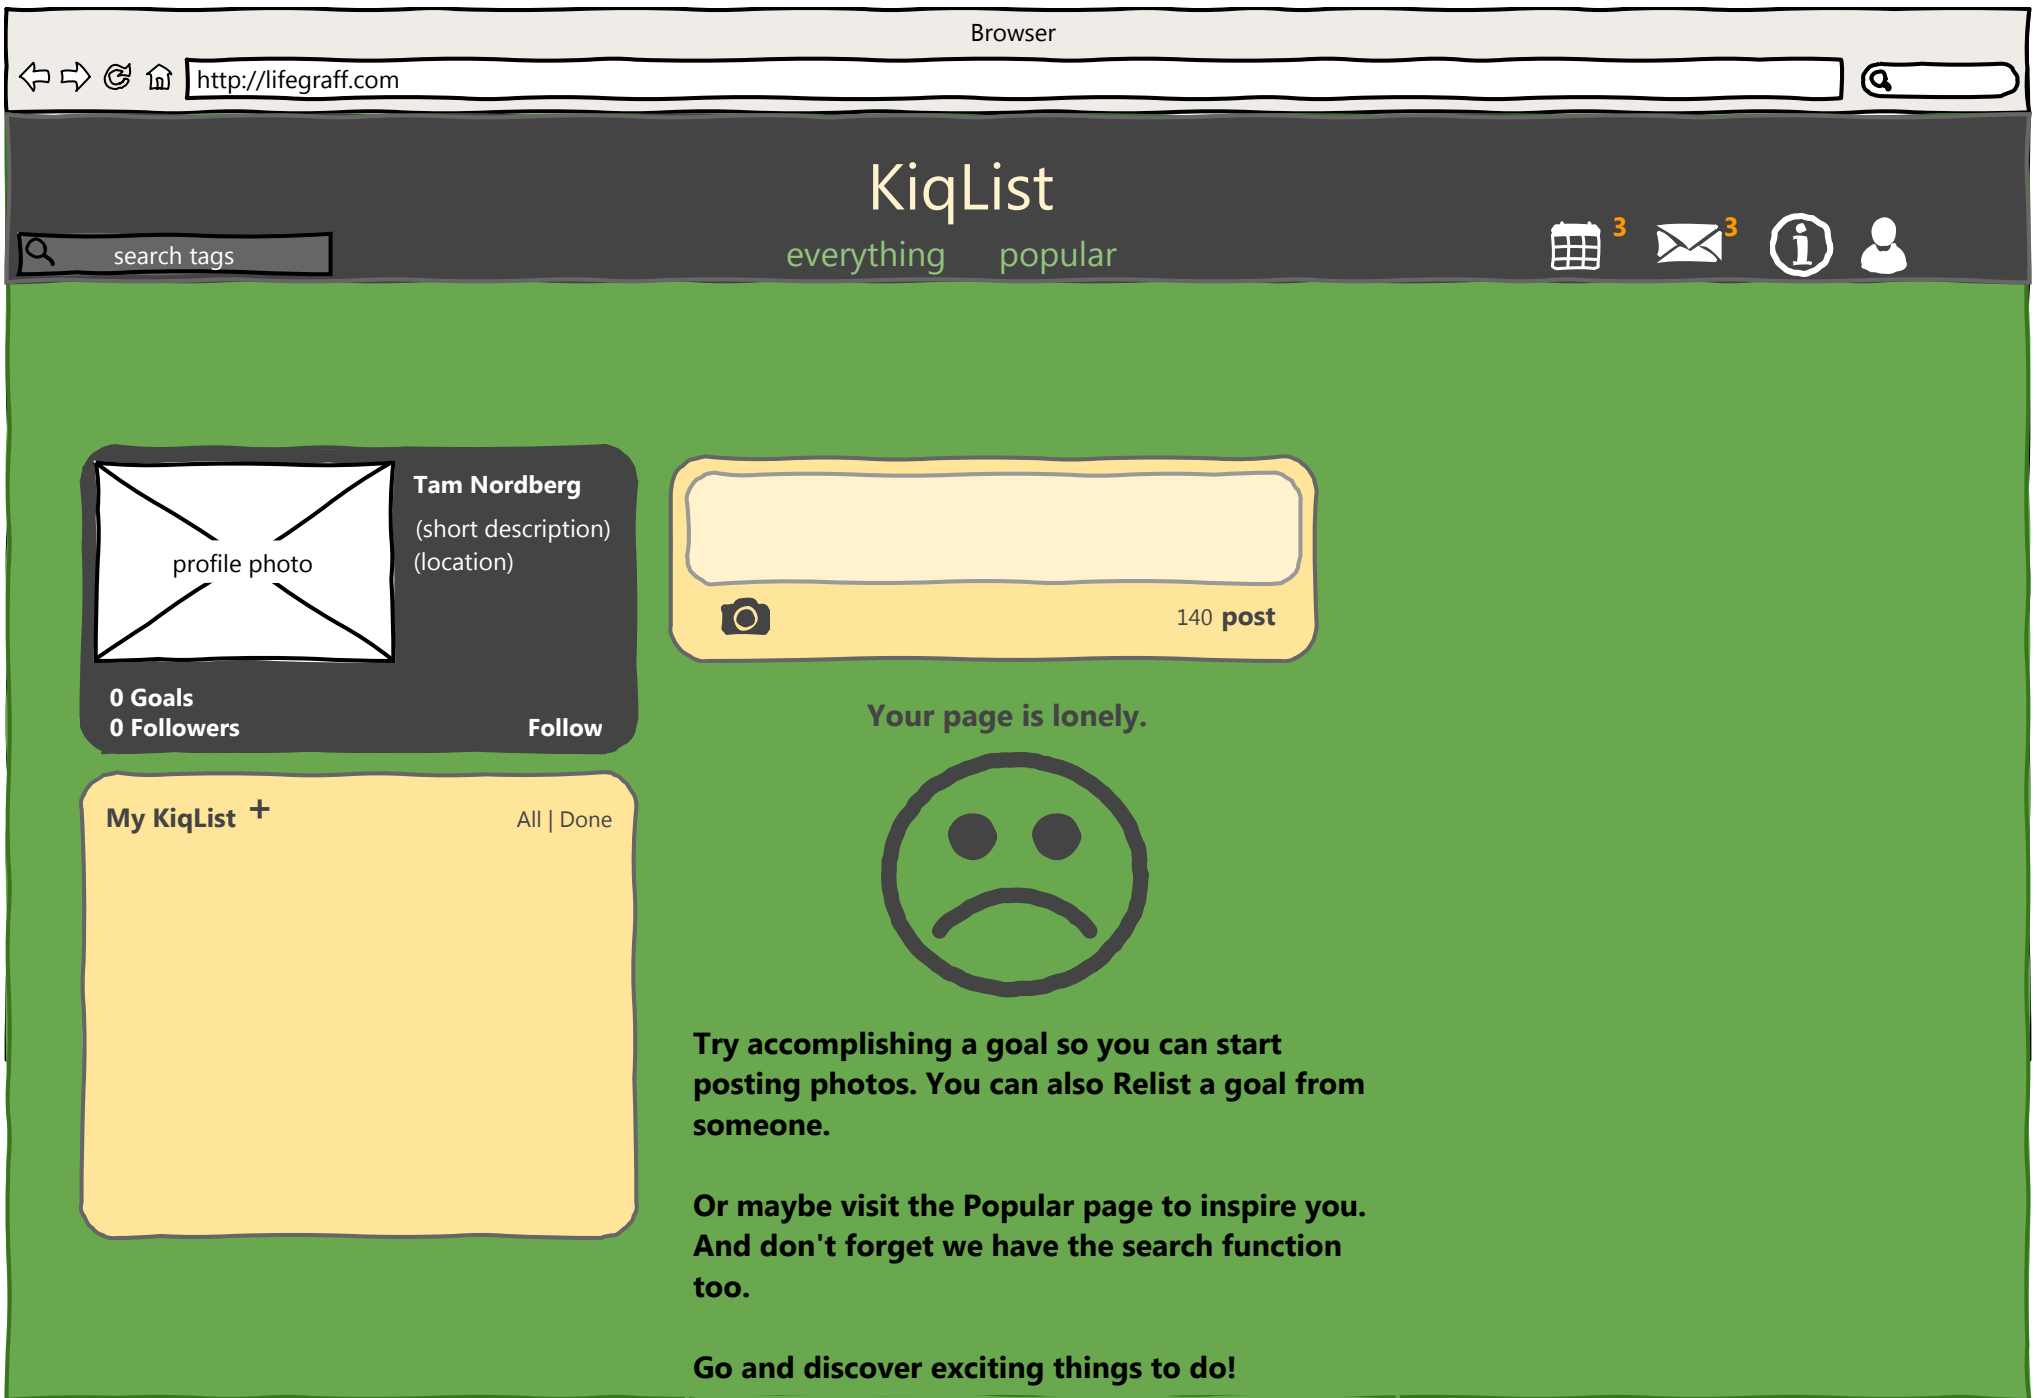 Browser
http://lifegraff.com
KiqList
search tags
everything popular
3
3
Tam Nordberg
(short description)
(location)
profile photo
0 Goals
0 Followers
Follow
140 post
My KiqList +
All | Done
Your page is lonely.
Try accomplishing a goal so you can start
posting photos. You can also Relist a goal from
someone.
Or maybe visit the Popular page to inspire you.
And don't forget we have the search function
too.
Go and discover exciting things to do!